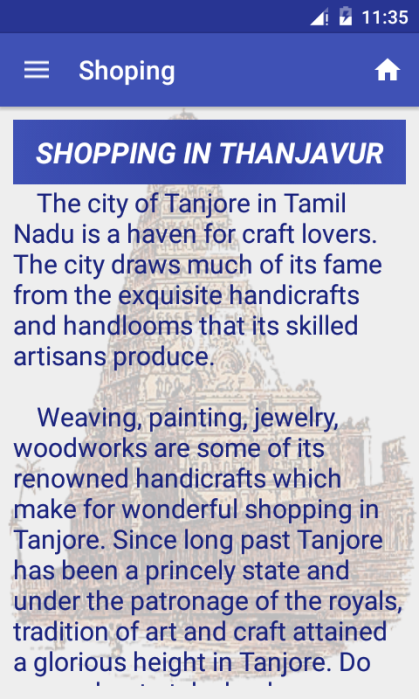 11:35
Shoping
SHOPPING IN THANJAVUR
The city of Tanjore in Tamil
Nadu is a haven for craft lovers.
The city draws much of its fame
from the exquisite handicrafts
and handlooms that its skilled
artisans produce.
Weaving, painting, jewelry,
woodworks are some of its
renowned handicrafts which
make for wonderful shopping in
Tanjore. Since long past Tanjore
has been a princely state and
under the patronage of the royals,
tradition of art and craft attained
a glorious height in Tanjore. Do